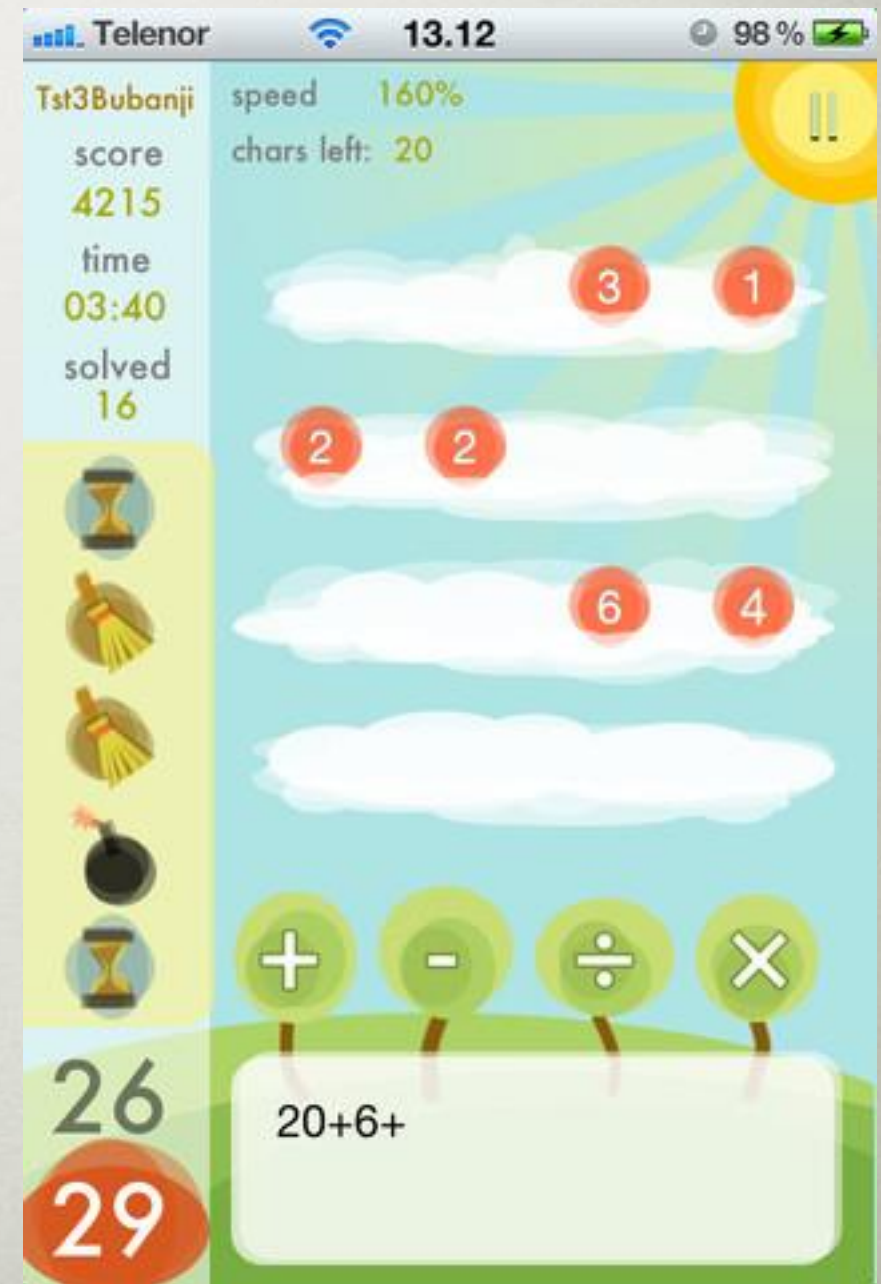 Telenor 13.12 98 %
Tst3Bubanji
score
4215
time
03:40
solved
16
speed 160%
chars left: 20
3 1
2 2
6 4
+ - ÷ ×
26
29
20+6+